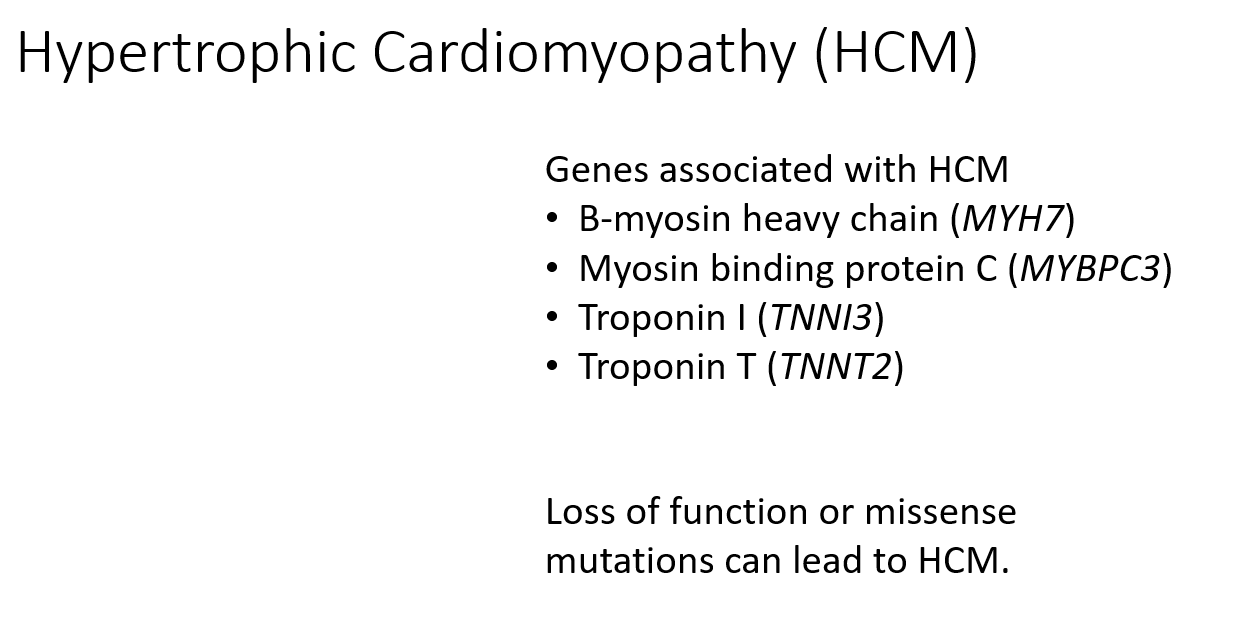 Hypertrophic Cardiomyopathy (HCM)
Genes associated with HCM
• B-myosin heavy chain (MYH7)
• Myosin binding protein C (MYBPC3)
• Troponin I (TNNI3)
• Troponin T (TNNT2)
Loss of function or missense
mutations can lead to HCM.